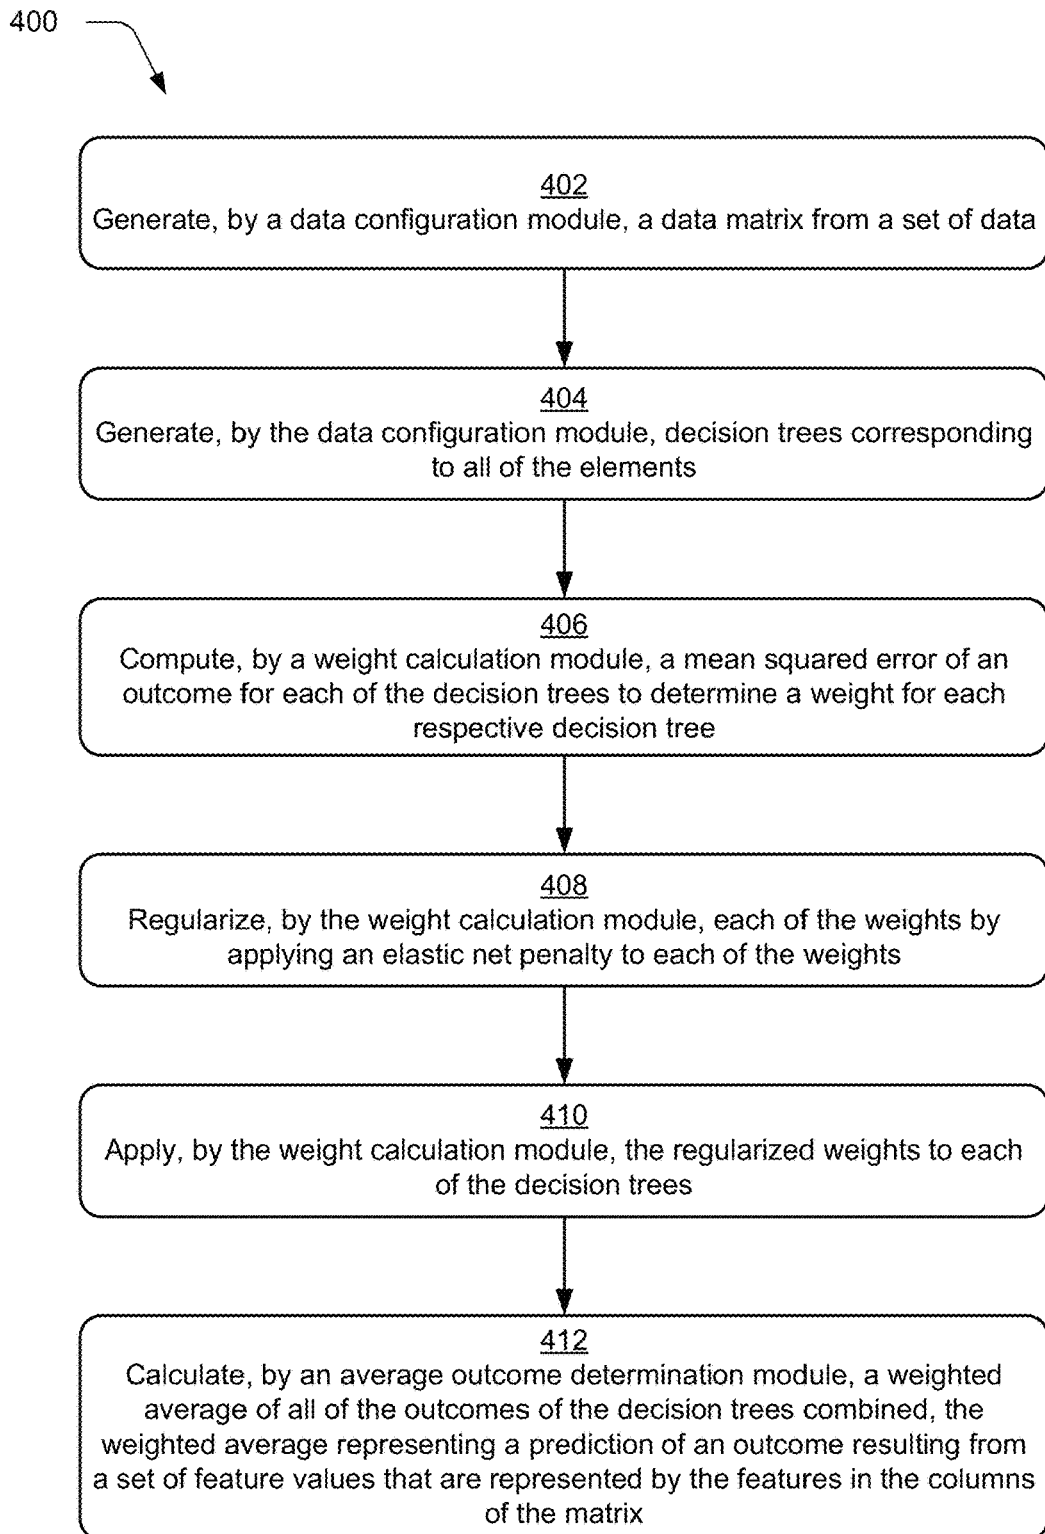 400
402
Generate, by a data configuration module, a data matrix from a set of data
404
Generate, by the data configuration module, decision trees corresponding
to all of the elements
406
Compute, by a weight calculation module, a mean squared error of an
outcome for each of the decision trees to determine a weight for each
respective decision tree
408
Regularize, by the weight calculation module, each of the weights by
applying an elastic net penalty to each of the weights
410
Apply, by the weight calculation module, the regularized weights to each
of the decision trees
412
Calculate, by an average outcome determination module, a weighted
average of all of the outcomes of the decision trees combined, the
weighted average representing a prediction of an outcome resulting from
a set of feature values that are represented by the features in the columns
of the matrix